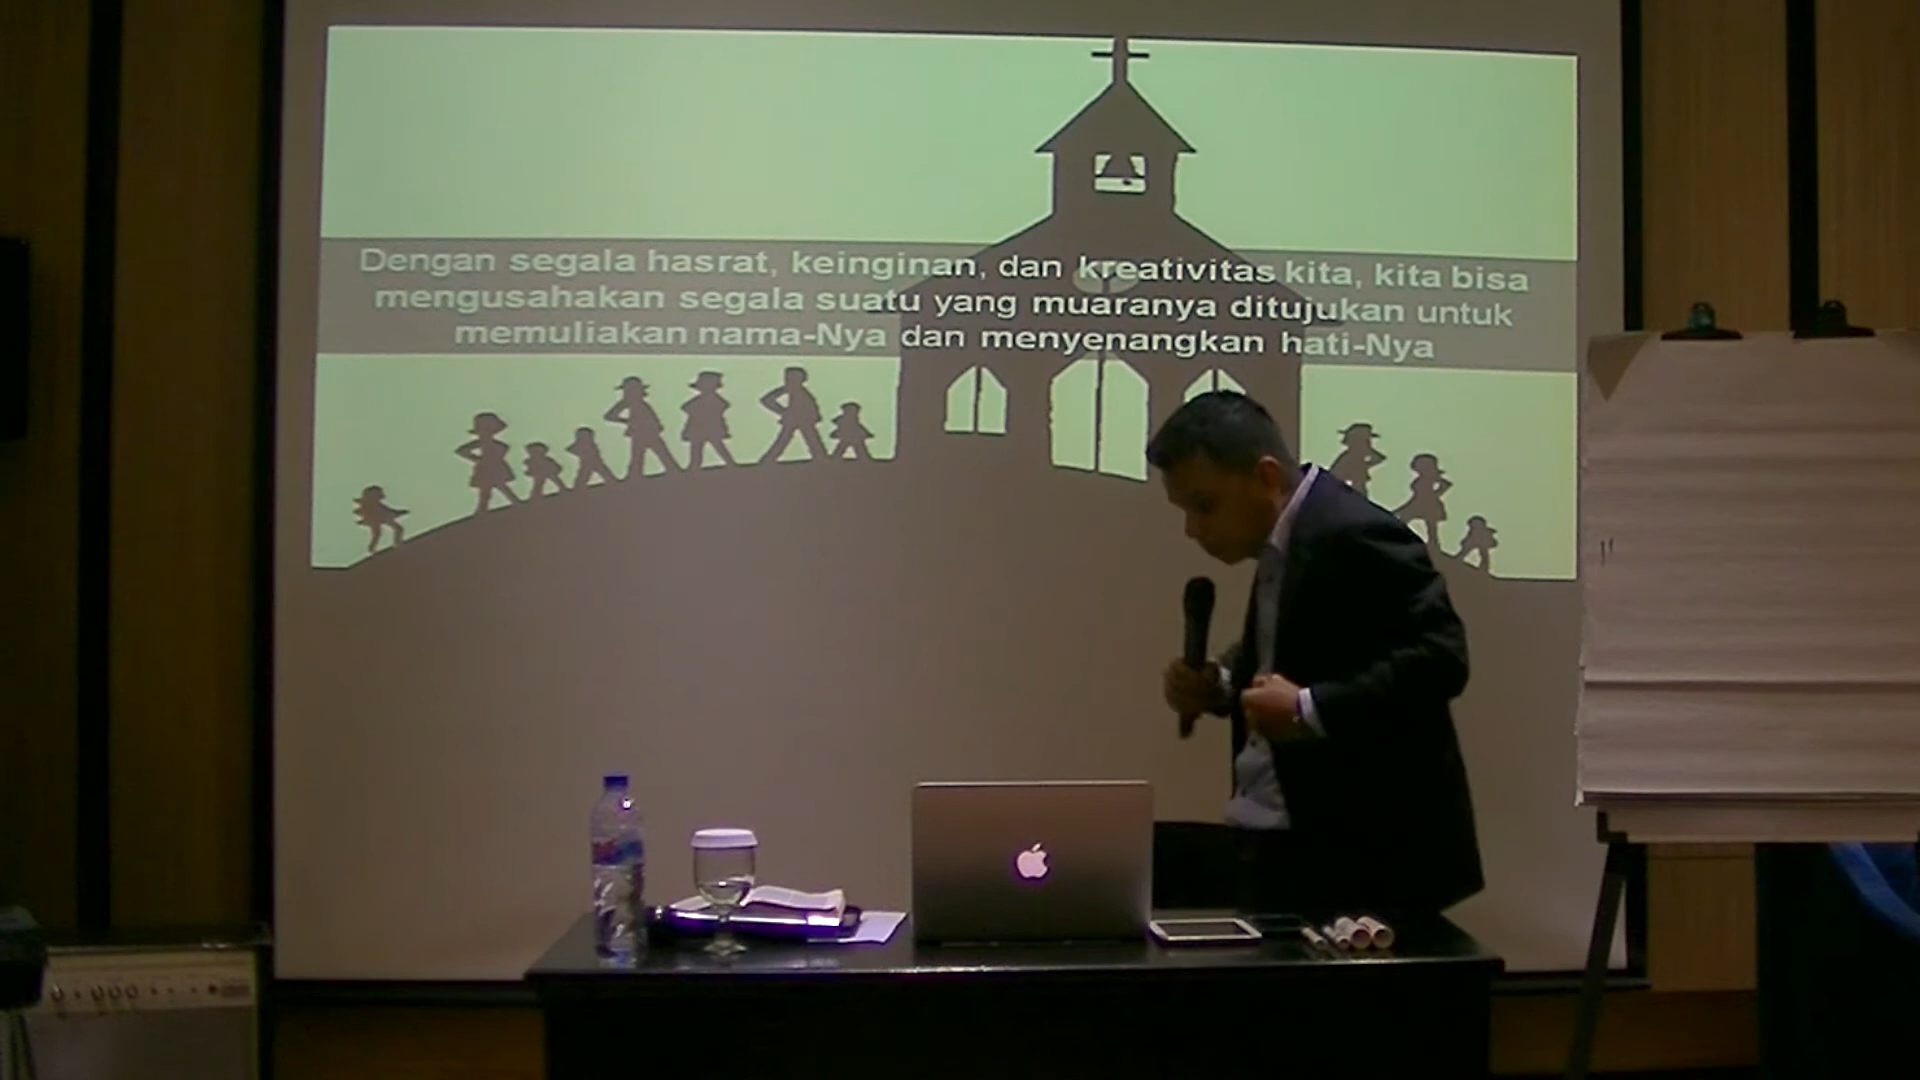 Dengan segala hasrat, keinginan, dan kreativitas kita, kita bisa
mengusahakan segala suatu yang muaranya ditujukan untuk
memuliakan nama-Nya dan menyenangkan hati-Nya